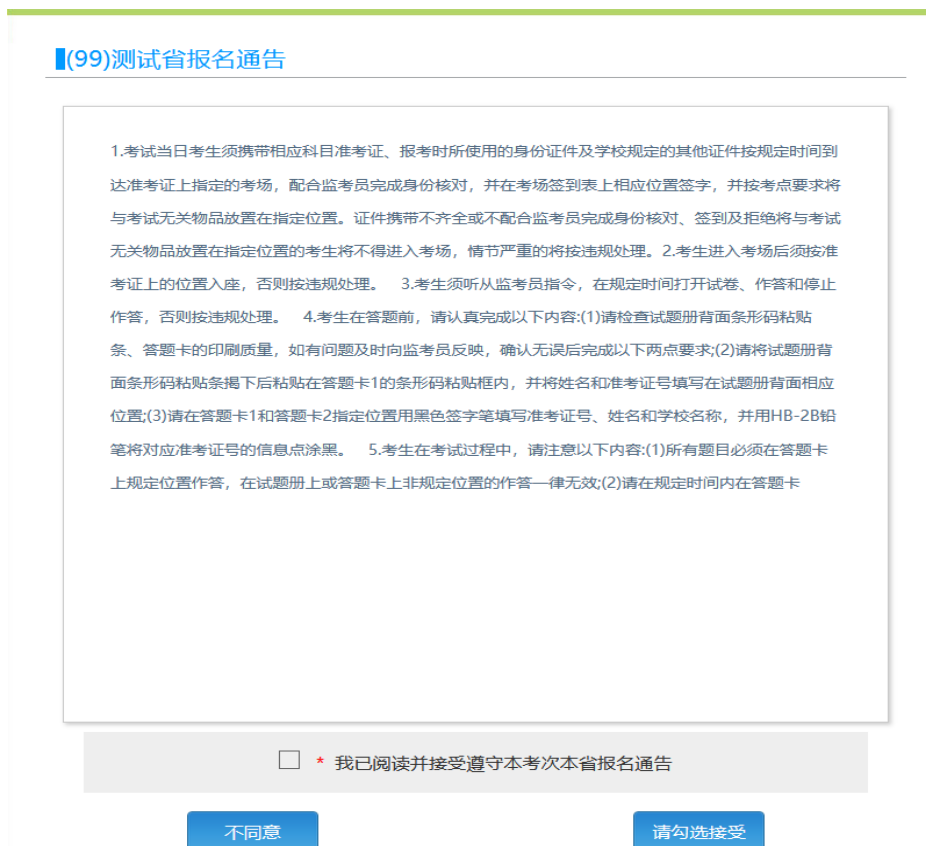 (99)测试省报名通告
1.考试当日考生须携带相应科目准考证、报考时所使用的身份证件及学校规定的其他证件按规定时间到
达准考证上指定的考场，配合监考员完成身份核对，并在考场签到表上相应位置签字，并按考点要求将
与考试无关物品放置在指定位置。证件携带不齐全或不配合监考员完成身份核对、签到及拒绝将与考试
无关物品放置在指定位置的考生将不得进入考场，情节严重的将按违规处理。2.考生进入考场后须按准
考证上的位置入座，否则按违规处理。 3.考生须听从监考员指令，在规定时间打开试卷、作答和停止
作答，否则按违规处理。 4.考生在答题前，请认真完成以下内容:(1)请检查试题册背面条形码粘贴
条、答题卡的印刷质量，如有问题及时向监考员反映，确认无误后完成以下两点要求;(2)请将试题册背
面条形码粘贴条揭下后粘贴在答题卡1的条形码粘贴框内，并将姓名和准考证号填写在试题册背面相应
位置;(3)请在答题卡1和答题卡2指定位置用黑色签字笔填写准考证号、姓名和学校名称，并用HB-2B铅
笔将对应准考证号的信息点涂黑。 5.考生在考试过程中，请注意以下内容:(1)所有题目必须在答题卡
上规定位置作答，在试题册上或答题卡上非规定位置的作答一律无效;(2)请在规定时间内在答题卡
* 我已阅读并接受遵守本考次本省报名通告
不同意 请勾选接受